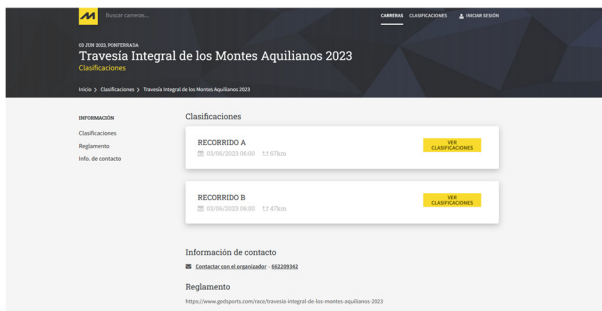 Buscar carreras...
CARRERAS CLASIFICACIONES INICIAR SESIÓN
03 JUN 2023, PONFERRADA
Travesía Integral de los Montes Aquilianos 2023
Clasificaciones
Inicio > Clasificaciones > Travesía Integral de los Montes Aquilianos 2023
INFORMACIÓN
Clasificaciones
Reglamento
Info. de contacto
Clasificaciones
RECORRIDO A
03/06/2023 06:00 67km
VER
CLASIFICACIONES
RECORRIDO B
03/06/2023 06:00 47km
VER
CLASIFICACIONES
Información de contacto
Contactar con el organizador - 662209342
Reglamento
https://www.gedsports.com/race/travesia-integral-de-los-montes-aquilianos-2023